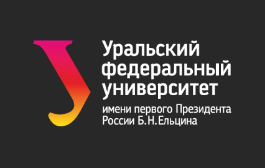 Уральский
федеральный
университет
имени первого Президента
России Б.Н.Ельцина